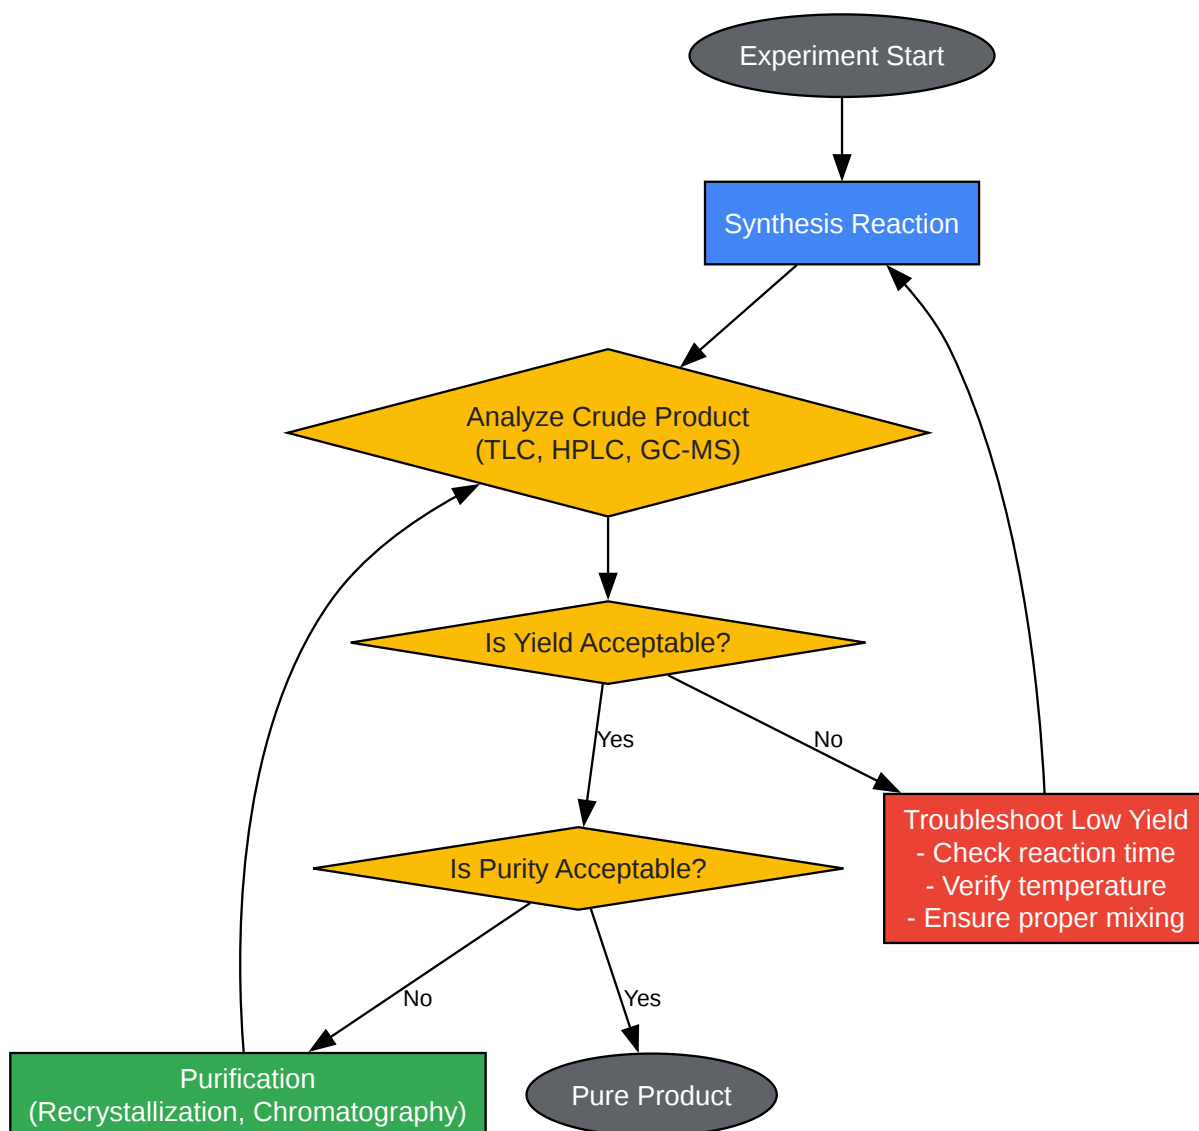 Experiment Start
Synthesis Reaction
Analyze Crude Product
(TLC, HPLC, GC-MS)
Is Yield Acceptable?
Yes
No
Troubleshoot Low Yield
- Check reaction time
- Verify temperature
- Ensure proper mixing
Is Purity Acceptable?
No
Yes
Purification
(Recrystallization, Chromatography)
Pure Product